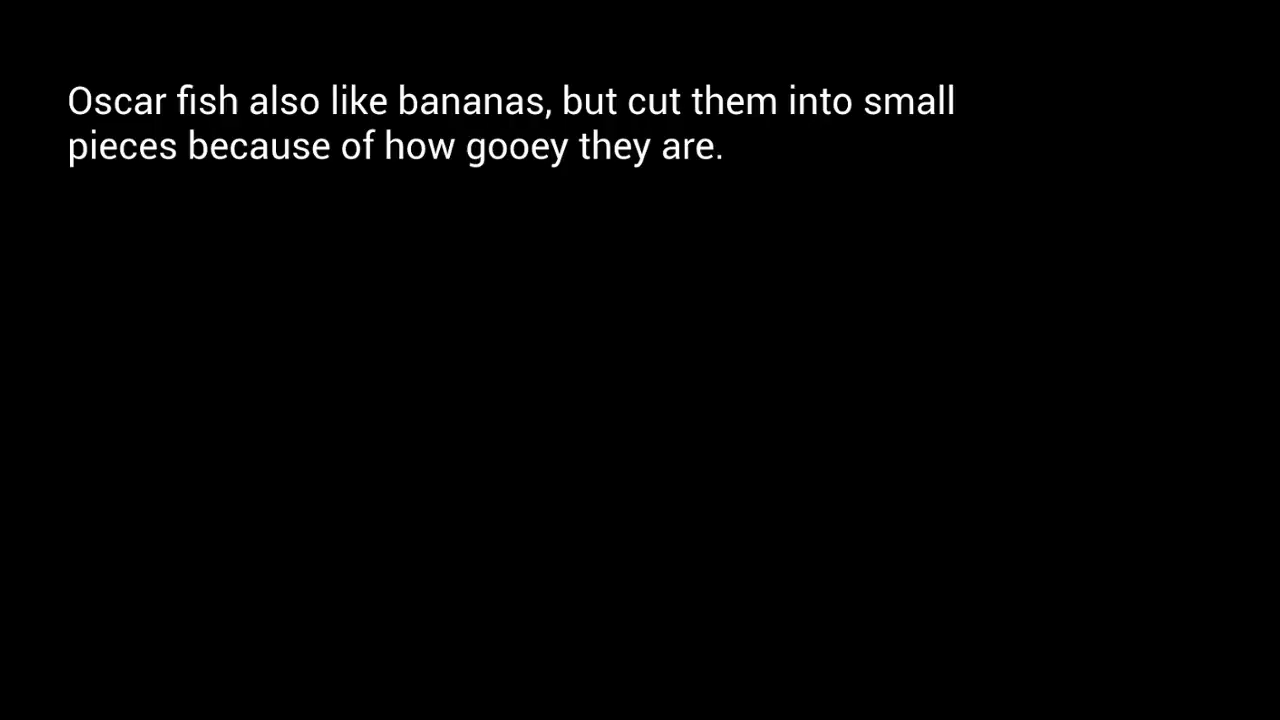 Oscar fish also like bananas, but cut them into small
pieces because of how gooey they are.